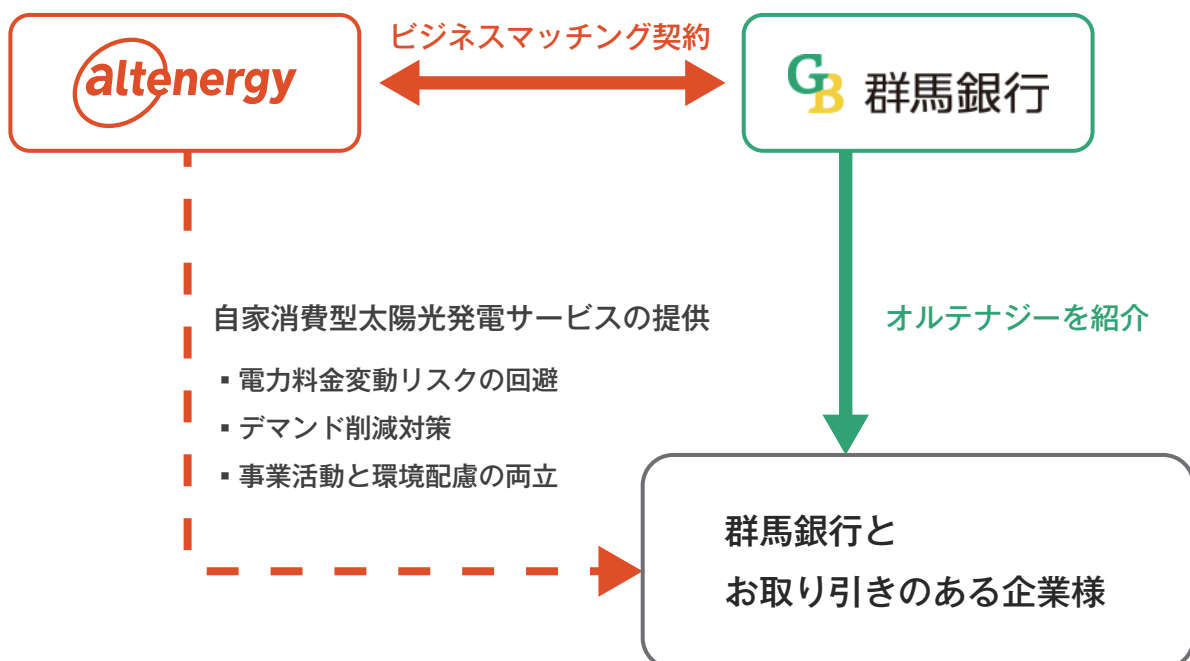 ビジネスマッチング契約
altenergy
GB 群馬銀行
自家消費型太陽光発電サービスの提供
▪ 電力料金変動リスクの回避
▪ デマンド削減対策
▪ 事業活動と環境配慮の両立
オルテナジーを紹介
群馬銀行と
お取り引きのある企業様